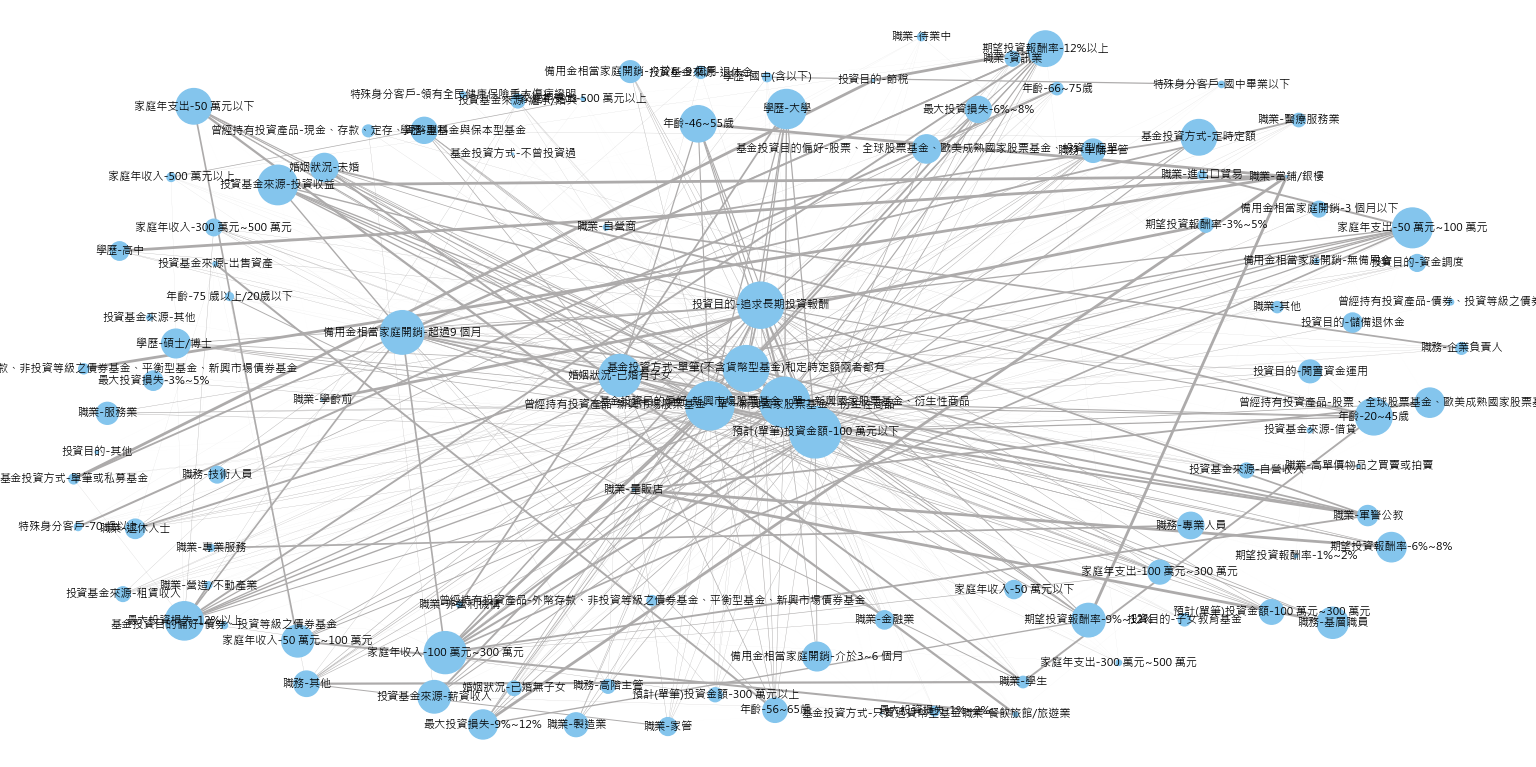 職業-待業中
期望投資報酬率-12%以上
職業-資訊業
備用金相當家庭開銷-
學歷-國中(含以下)
投資目的-節稅
特殊身分客戶-國中畢業以下
年齡-66~75歲
特殊身分客戶-領有全民健康保險重大傷病證明
家庭年支出-50 萬元以下
學歷-大學
最大投資損失-6%~8%
年齡-46~55歲
職業-醫療服務業
曾經持有投資產品-現金、存款、定存、
基金與保本型基金
基金投資方式-定時定額
基金投資目的偏好-股票、全球股票基金、歐美成熟國家股票基金、
基金投資方式-不曾投資過
婚姻狀況-未婚
家庭年收入-500 萬元以上
投資基金來源-投資收益
職業-進出口貿易
職業-當舖/銀樓
備用金相當家庭開銷-3 個月以下
家庭年收入-300 萬元~500 萬元
職業-自營商
期望投資報酬率-3%~5%
家庭年支出-50 萬元~100 萬元
學歷-高中
投資基金來源-出售資產
備用金相當家庭開銷-無備用金
投資目的-資金調度
年齡-75 歲以上/20歲以下
投資目的-追求長期投資報酬
職業-其他
曾經持有投資產品-債券、投資等級之債券
投資基金來源-其他
投資目的-儲備退休金
備用金相當家庭開銷-超過9 個月
學歷-碩士/博士
職務-企業負責人
款、非投資等級之債券基金、平衡型基金、新興市場債券基金
基金投資方式-單筆(不含貨幣型基金)和定時定額兩者都有
婚姻狀況-已婚有子女
投資目的-閒置資金運用
最大投資損失-3%~5%
職業-學齡前
曾經持有投資產品-新興市場股票基金、
曾經持有投資產品-股票、全球股票基金、歐美成熟國家股票基
職業-服務業
年齡-20~45歲
預計(單筆)投資金額-100 萬元以下
投資基金來源-借貸
投資目的-其他
職業-高單價物品之買賣或拍賣
投資基金來源-自營收入
職務-技術人員
基金投資方式-單筆或私募基金
職業-量販店
職業-軍警公教
特殊身分客戶-70 歲以上
職業-退休人士
職務-專業人員
職業-專業服務
期望投資報酬率-6%~8%
期望投資報酬率-1%~2%
家庭年支出-100 萬元~300 萬元
職業-營造/不動產業
投資基金來源-租賃收入
家庭年收入-50 萬元以下
曾經持有投資產品-外幣存款、非投資等級之債券基金、平衡型基金、新興市場債券基金
職業-非營利機構
預計(單筆)投資金額-100 萬元~300 萬元
最大投資損失-12%以上
職業-金融業
期望投資報酬率-9%~12%
投資目的-子女教育基金
職務-基層職員
基金投資目的偏好-債券、投資等級之債券基金
家庭年收入-50 萬元~100 萬元
家庭年收入-100 萬元~300 萬元
備用金相當家庭開銷-介於3~6 個月
家庭年支出-300 萬元~500 萬元
職務-其他
職業-學生
婚姻狀況-已婚無子女
職務-高階主管
投資基金來源-薪資收入
預計(單筆)投資金額-300 萬元以上
年齡-56~65歲
基金投資方式-只買過貨幣型基金
最大投資損失-1%~2%
職業-餐飲旅館/旅遊業
最大投資損失-9%~12%
職業-製造業
職業-家管